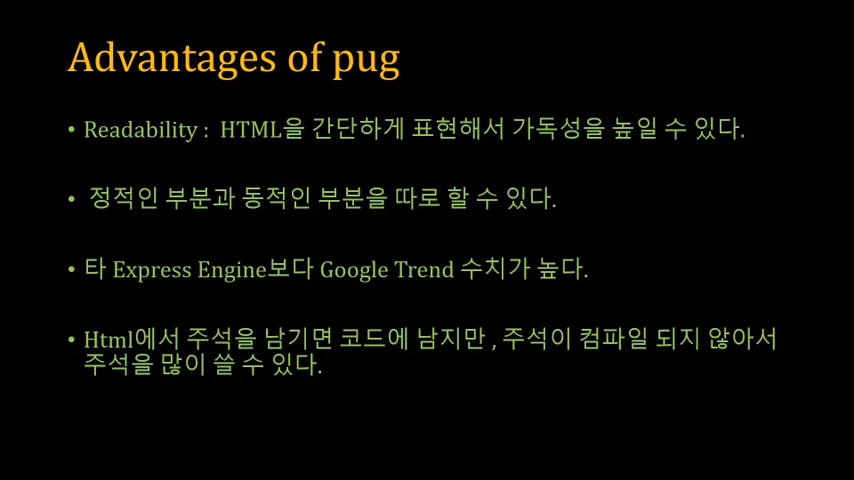 Advantages of pug
• Readability :  HTML을 간단하게 표현해서 가독성을 높일 수 있다.
• 정적인 부분과 동적인 부분을 따로 할 수 있다.
• 타 Express Engine보다 Google Trend 수치가 높다.
• Html에서 주석을 남기면 코드에 남지만 , 주석이 컴파일 되지 않아서
주석을 많이 쓸 수 있다.